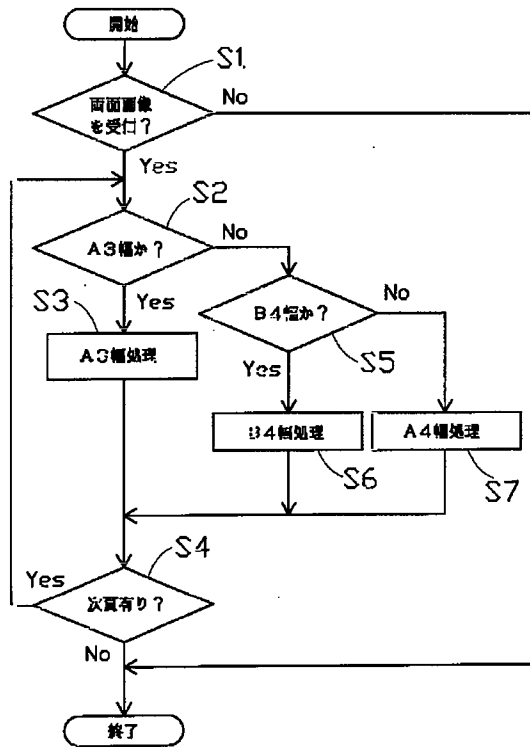 開始
S1
両面画像
を受付？
No
Yes
S2
A3幅か？
No
Yes
S3
A3幅処理
B4幅か？
No
S5
Yes
B4幅処理
A4幅処理
S6
S7
S4
Yes
次頁有り？
No
終了